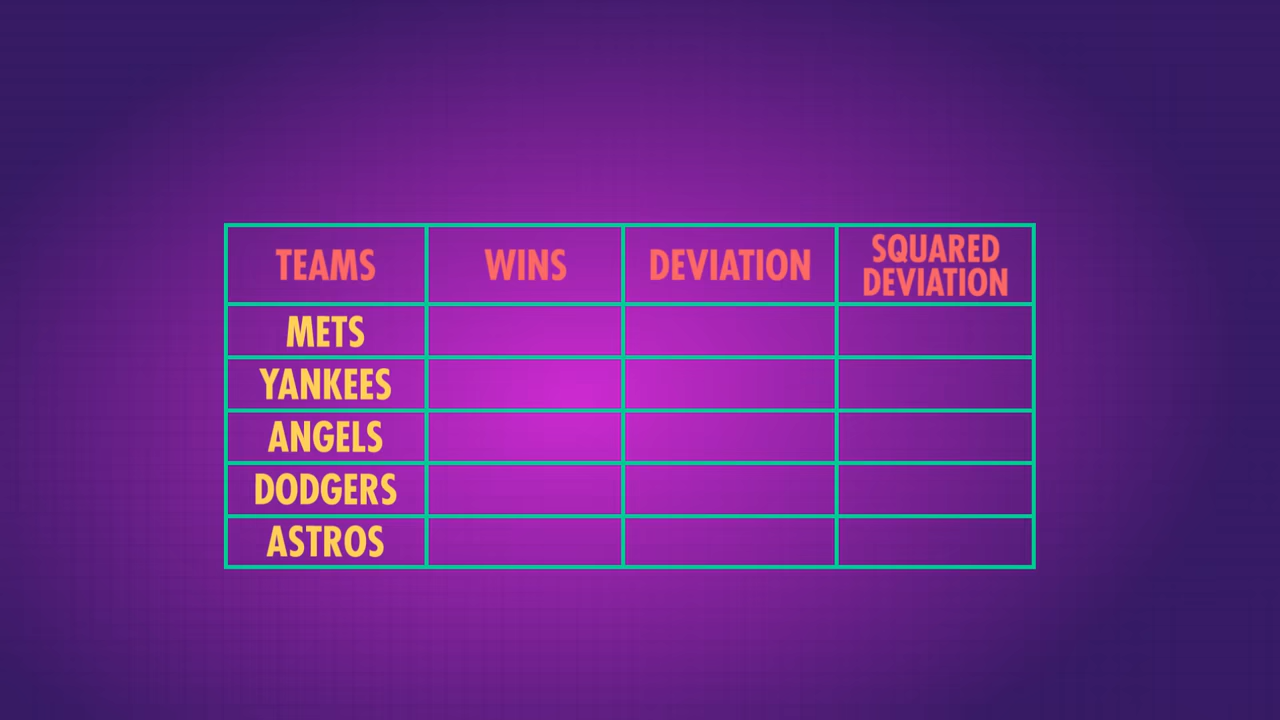 TEAMS
WINS
DEVIATION
SQUARED
DEVIATION
METS
YANKEES
ANGELS
DODGERS
ASTROS